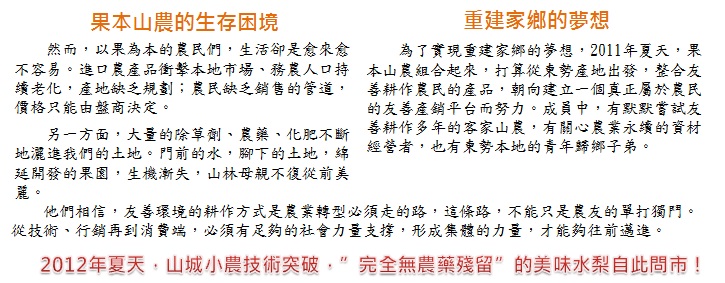 果本山農的生存困境
然而，以果為本的農民們，生活卻是愈來愈
不容易。進口農產品衝擊本地市場、務農人口持
續老化，產地缺乏規劃；農民缺乏銷售的管道，
價格只能由盤商決定。
另一方面，大量的除草劑、農藥、化肥不斷
地灑進我們的土地。門前的水，腳下的土地，綿
延開發的果園，生機漸失，山林母親不復從前美
麗。
重建家鄉的夢想
為了實現重建家鄉的夢想，2011年夏天，果
本山農組合起來，打算從東勢產地出發，整合友
善耕作農民的產品，朝向建立一個真正屬於農民
的友善產銷平台而努力。成員中，有默默嘗試友
善耕作多年的客家山農，有關心農業永續的資材
經營者，也有東勢本地的青年歸鄉子弟。
他們相信，友善環境的耕作方式是農業轉型必須走的路，這條路，不能只是農友的單打獨鬥。
從技術、行銷再到消費端，必須有足夠的社會力量支撐，形成集體的力量，才能夠往前邁進。
2012年夏天，山城小農技術突破，”完全無農藥殘留”的美味水梨自此問市！